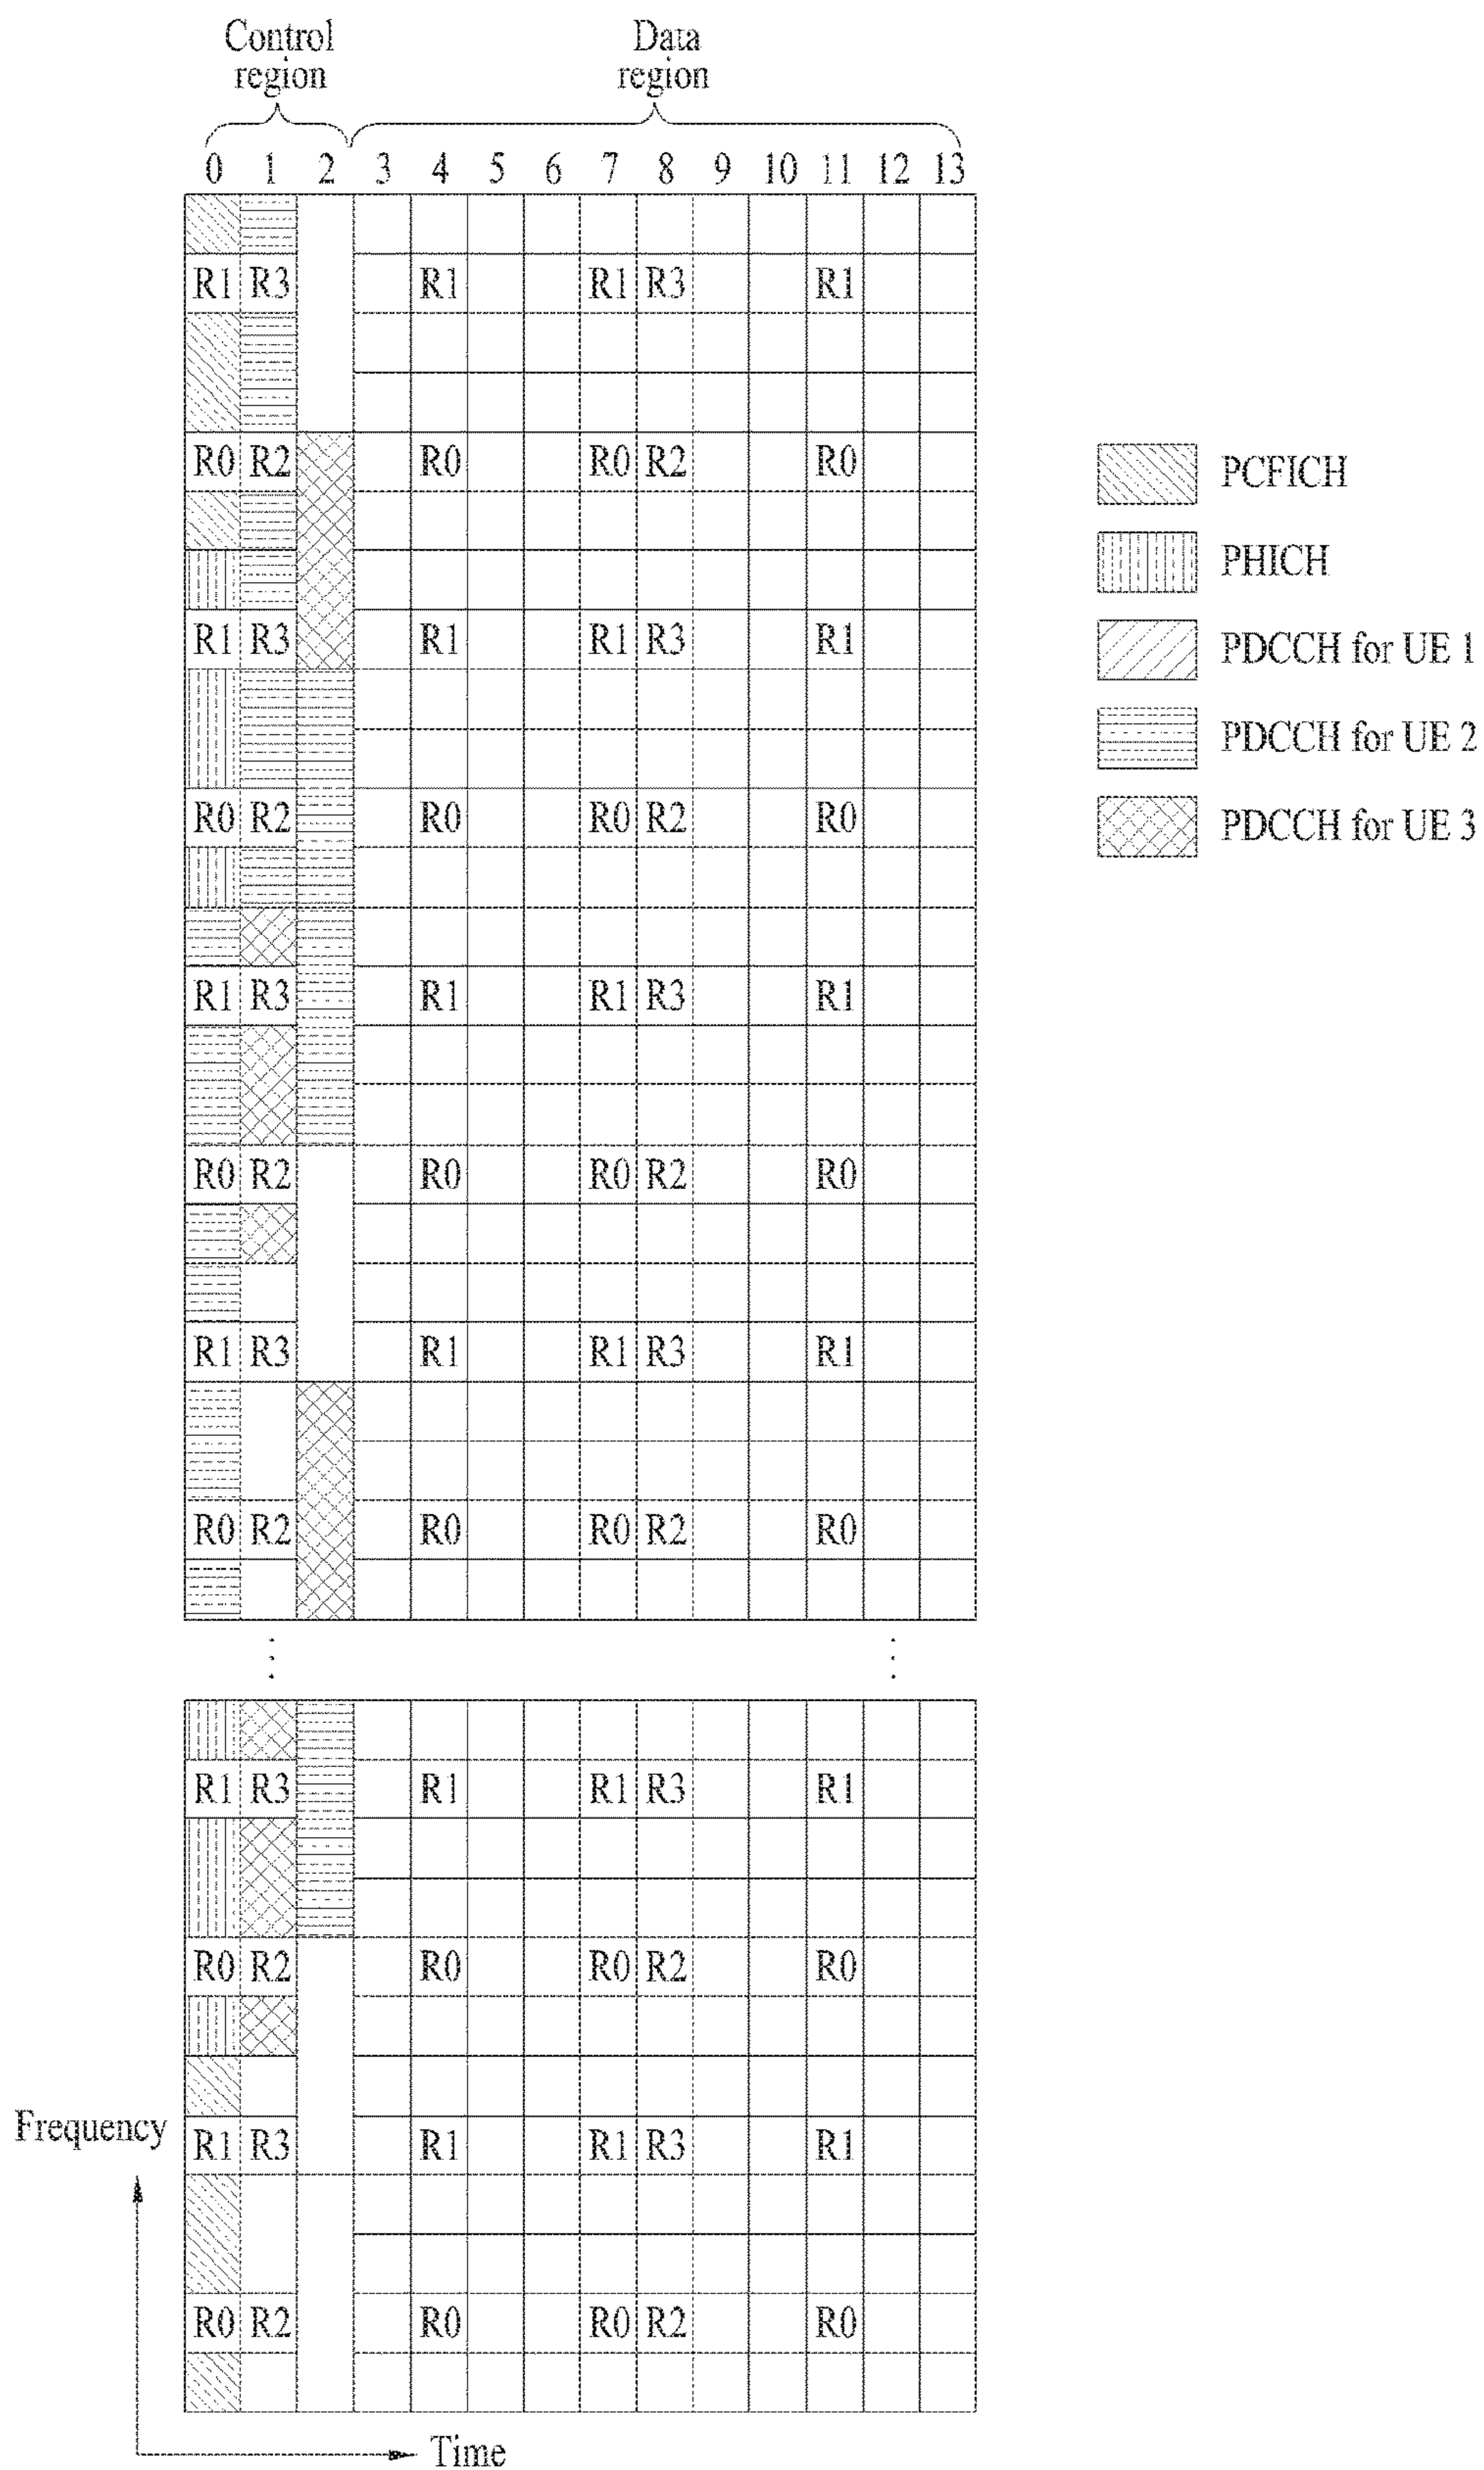 Control region
Data region
0 1 2 3 4 5 6 7 8 9 10 11 12 13
R1 R3 R1 R1 R3 R1
R0 R2 R0 R0 R2 R0
R1 R3 R1 R1 R3 R1
R0 R2 R0 R0 R2 R0
R1 R3 R1 R1 R3 R1
R0 R2 R0 R0 R2 R0
R1 R3 R1 R1 R3 R1
R0 R2 R0 R0 R2 R0
R1 R3 R1 R1 R3 R1
R0 R2 R0 R0 R2 R0
R1 R3 R1 R1 R3 R1
R0 R2 R0 R0 R2 R0
Frequency
Time
PCFICH
PHICH
PDCCH for UE 1
PDCCH for UE 2
PDCCH for UE 3